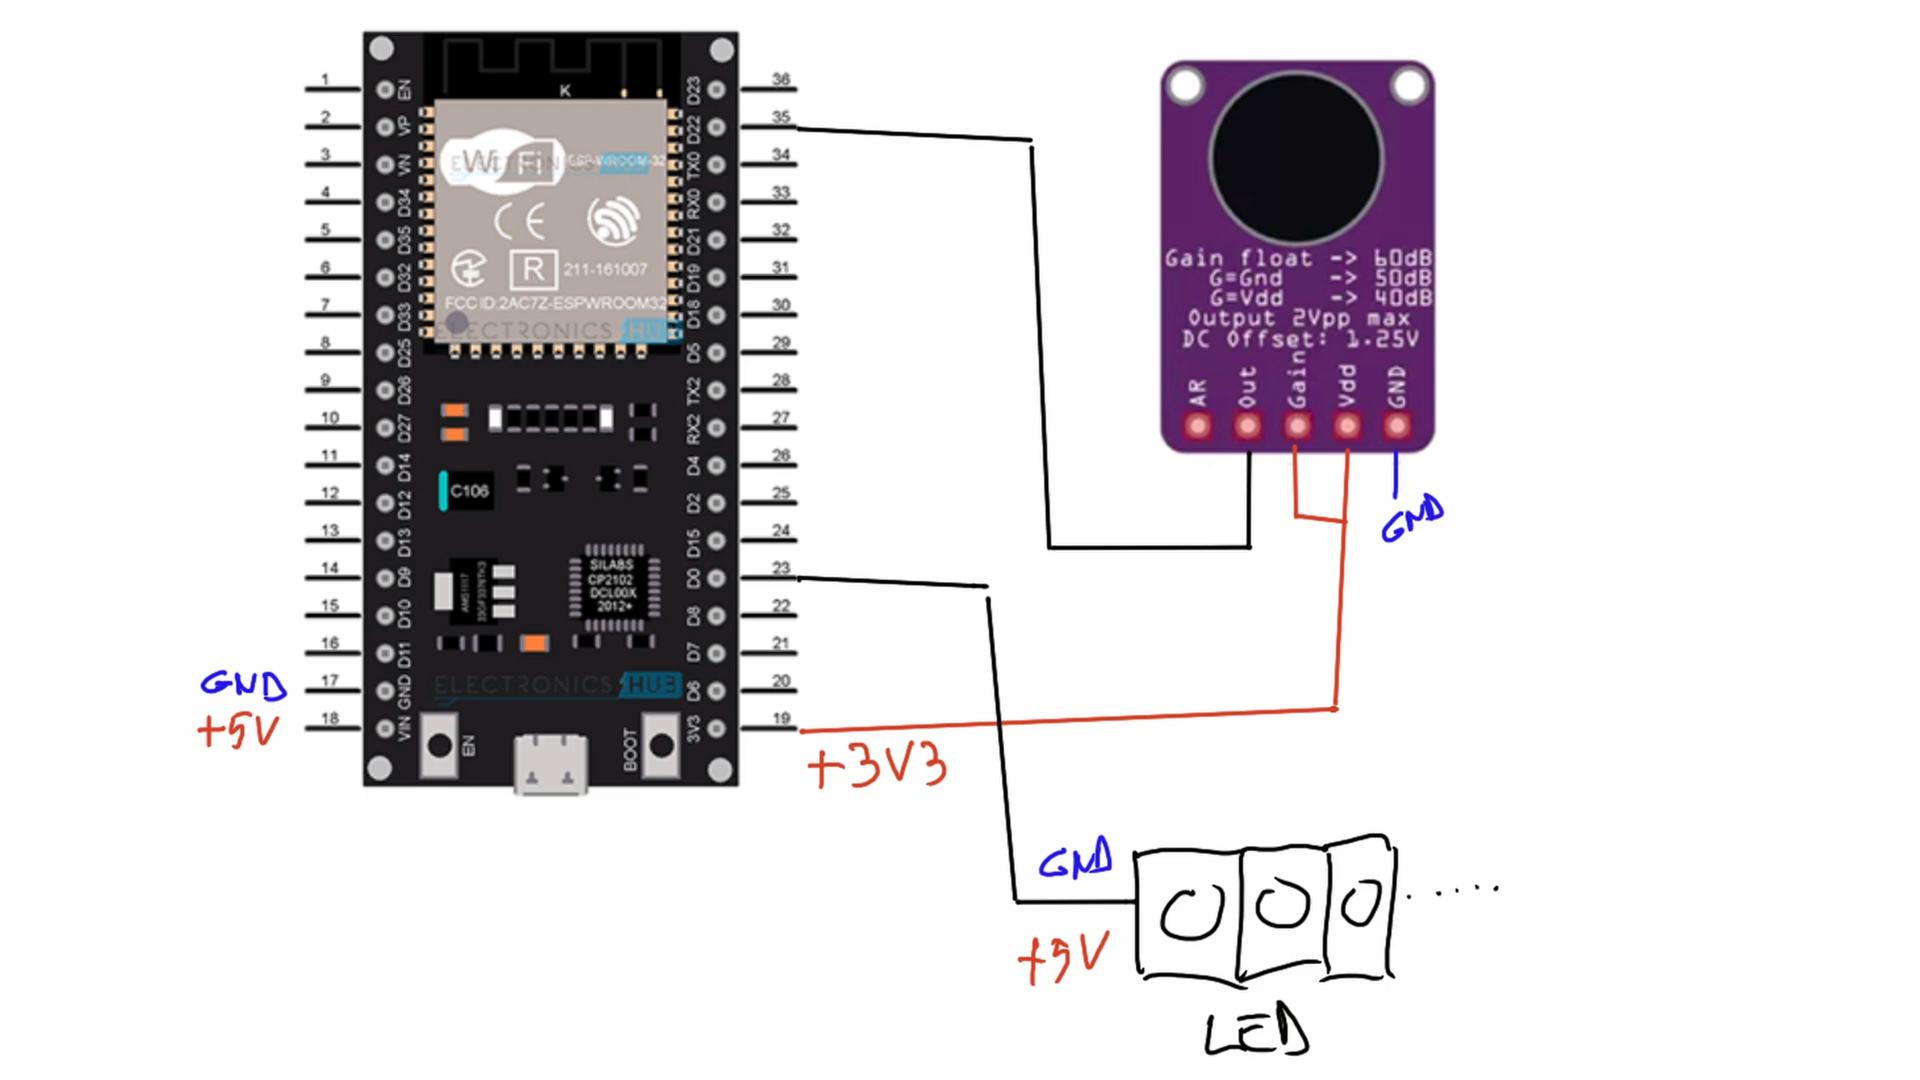 K
1 EN
2 VP
3 VN
4 D34
5 D35
6 D32
7 D33
8 D25
9 D26
10 D27
11 D14
12 D12
13 D13
14 D9
15 D10
16 D11
GND 17 GND
+5V 18 VIN
WiFi
ELECTRONICS
ESP-WROOM-32
CE
R 211-161007
FCC ID:2AC7Z-ESPWROOM32
ELECTRONICS HUB
C106
AMS1117
SILABS
CP2102
DCL00X
2012+
ELECTRONICS HUB
EN
BOOT
D23 36
D22 35
TX0 34
RX0 33
D21 32
D19 31
D18 30
D5 29
TX2 28
RX2 27
D4 26
D2 25
D15 24
D0 23
D8 22
D7 21
D6 20
3V3 19
+3V3
Gain float -> 60dB
G=Gnd -> 50dB
G=Vdd -> 40dB
Output 2Vpp max
DC Offset: 1.25V
AR Out Gain Vdd GND
GND
GND
+5V
LED